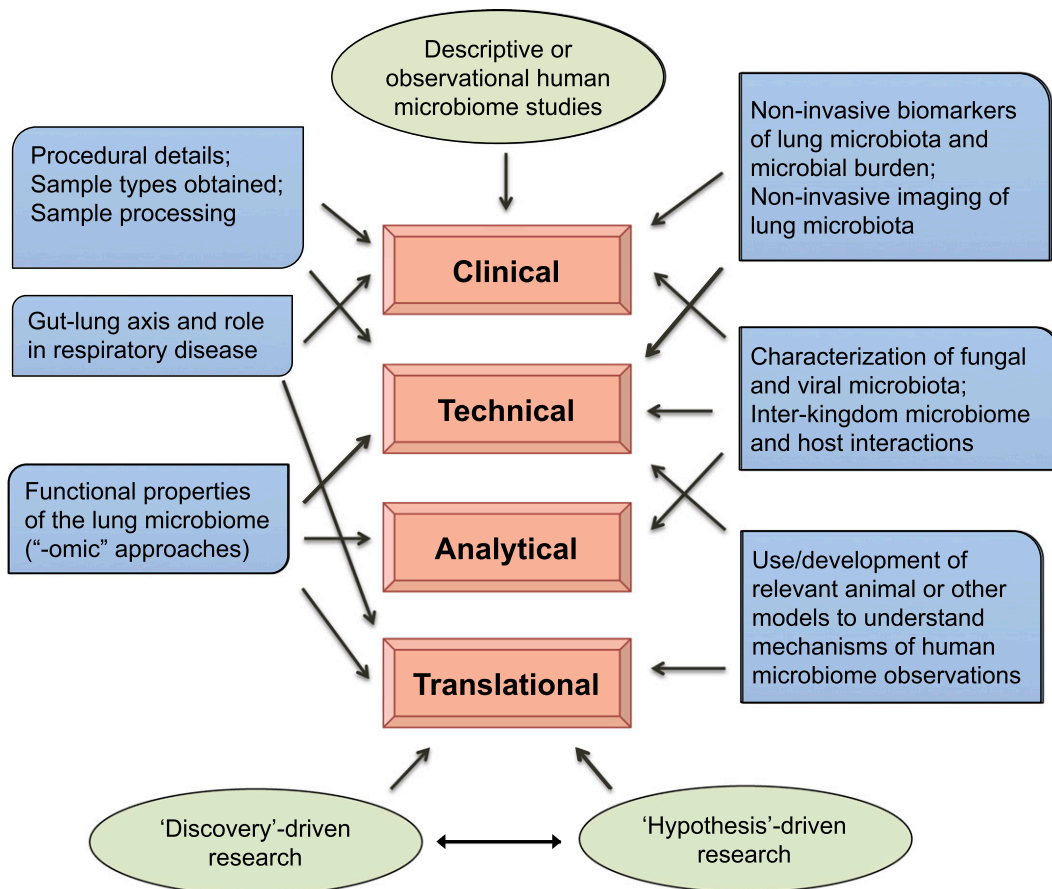 Descriptive or
observational human
microbiome studies
Procedural details;
Sample types obtained;
Sample processing
Gut-lung axis and role
in respiratory disease
Functional properties
of the lung microbiome
(“-omic” approaches)
Clinical
Technical
Analytical
Translational
Non-invasive biomarkers
of lung microbiota and
microbial burden;
Non-invasive imaging of
lung microbiota
Characterization of fungal
and viral microbiota;
Inter-kingdom microbiome
and host interactions
Use/development of
relevant animal or other
models to understand
mechanisms of human
microbiome observations
‘Discovery’-driven
research
‘Hypothesis’-driven
research